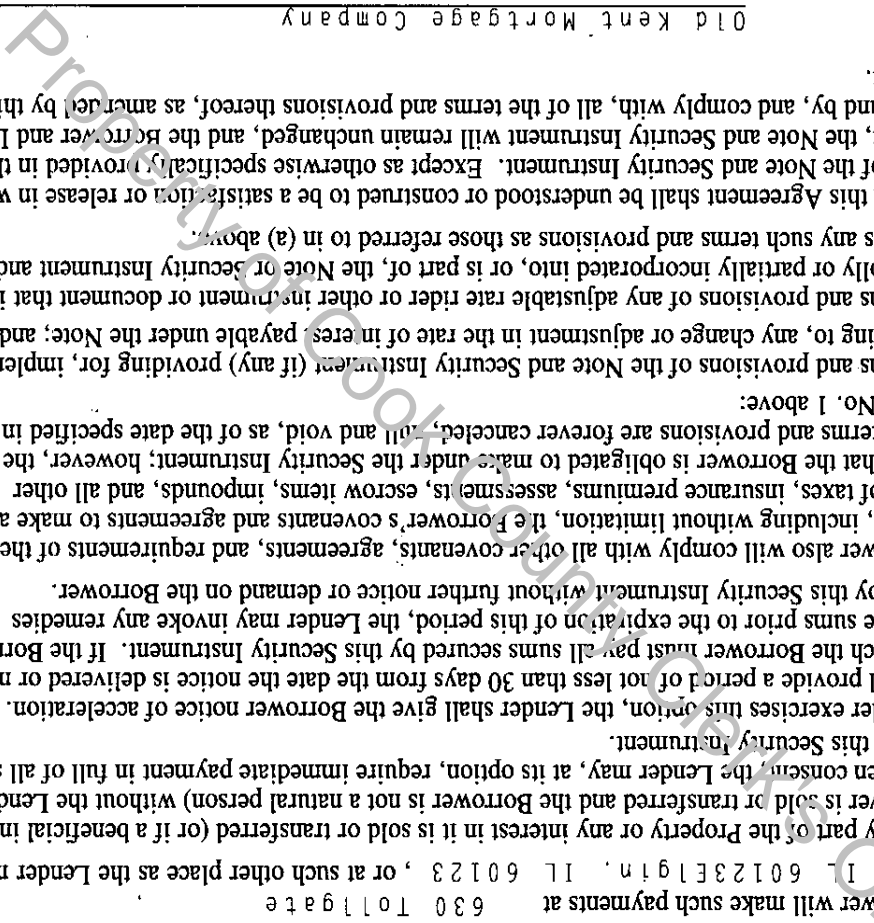 wer will make such payments at 630 Tollgate ,
IL 60123Elgin, IL 60123 , or at such other place as the Lender
y part of the Property or any interest in it is sold or transferred (or if a beneficial in
ver is sold or transferred and the Borrower is not a natural person) without the Lend
en consent, the Lender may, at its option, require immediate payment in full of all
this Security Instrument.
der exercises this option, the Lender shall give the Borrower notice of acceleration.
l provide a period of not less than 30 days from the date the notice is delivered or
ch the Borrower must pay all sums secured by this Security Instrument. If the Borr
e sums prior to the expiration of this period, the Lender may invoke any remedies
by this Security Instrument without further notice or demand on the Borrower.
wer also will comply with all other covenants, agreements, and requirements of the
, including without limitation, the Borrower's covenants and agreements to make a
of taxes, insurance premiums, assessments, escrow items, impounds, and all other
that the Borrower is obligated to make under the Security Instrument; however, the
terms and provisions are forever canceled, null and void, as of the date specified in
No. 1 above:
ns and provisions of the Note and Security Instrument (if any) providing for, implem
ing to, any change or adjustment in the rate of interest payable under the Note; and
ns and provisions of any adjustable rate rider or other instrument or document that i
olly or partially incorporated into, or is part of, the Note or Security Instrument and
s any such terms and provisions as those referred to in (a) above.
this Agreement shall be understood or construed to be a satisfaction or release in w
of the Note and Security Instrument. Except as otherwise specifically provided in th
, the Note and Security Instrument will remain unchanged, and the Borrower and L
nd by, and comply with, all of the terms and provisions thereof, as amended by thi
.
Old Kent Mortgage Company
Property of Cook County Clerk's O